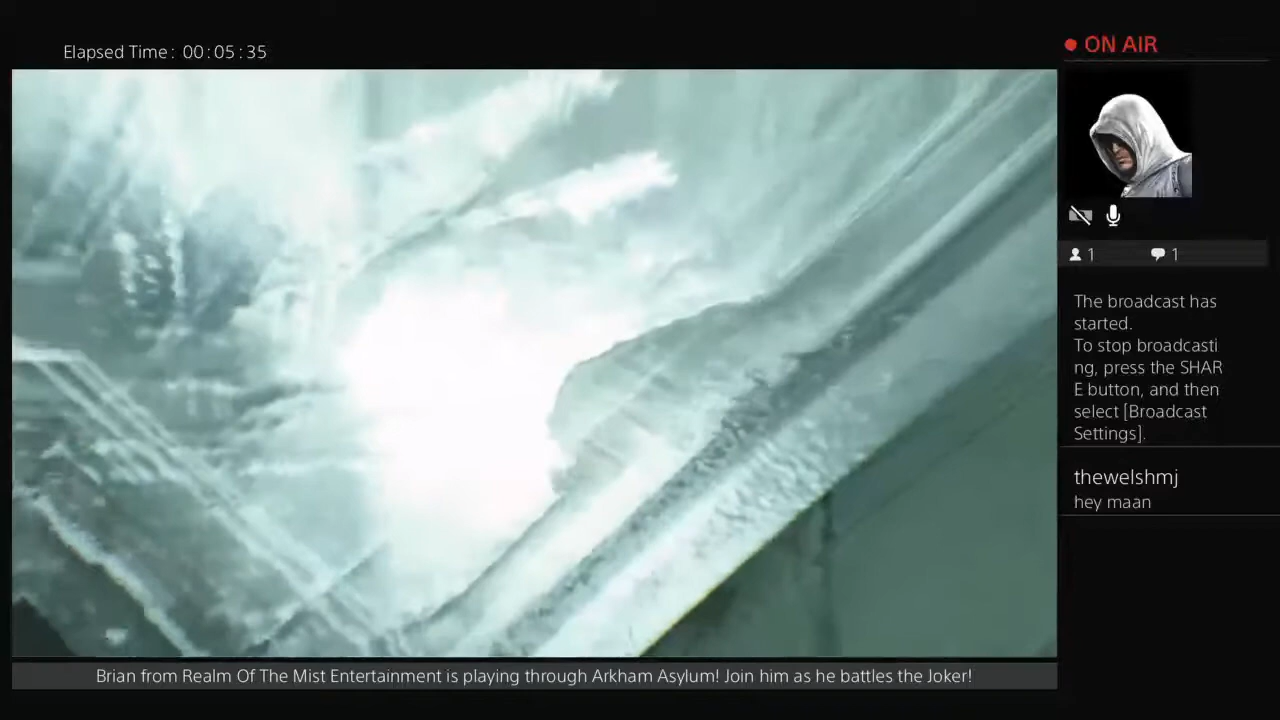 Elapsed Time: 00:05:35
ON AIR
1
1
The broadcast has
started.
To stop broadcasti
ng, press the SHAR
E button, and then
select [Broadcast
Settings].
thewelshmj
hey maan
Brian from Realm Of The Mist Entertainment is playing through Arkham Asylum! Join him as he battles the Joker!